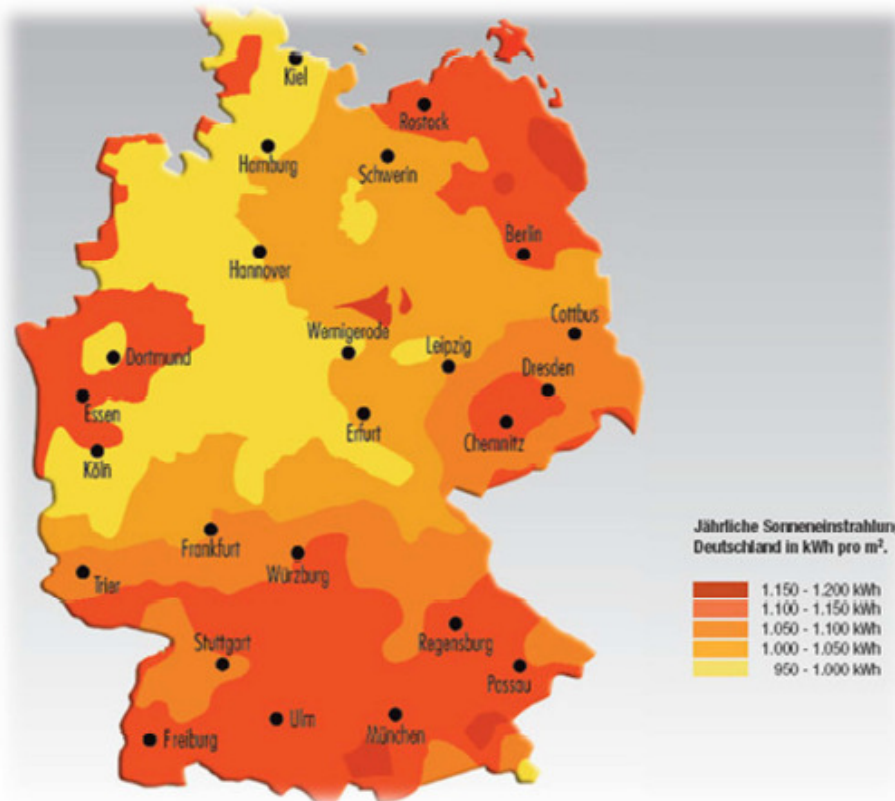 Kiel
Rostock
Hamburg
Schwerin
Berlin
Hannover
Cottbus
Wernigerode
Leipzig
Dortmund
Dresden
Essen
Erfurt
Chemnitz
Köln
Frankfurt
Würzburg
Trier
Stuttgart
Regensburg
Passau
Ulm
München
Freiburg
Jährliche Sonneneinstrahlung
Deutschland in kWh pro m².
1.150 - 1.200 kWh
1.100 - 1.150 kWh
1.050 - 1.100 kWh
1.000 - 1.050 kWh
950 - 1.000 kWh